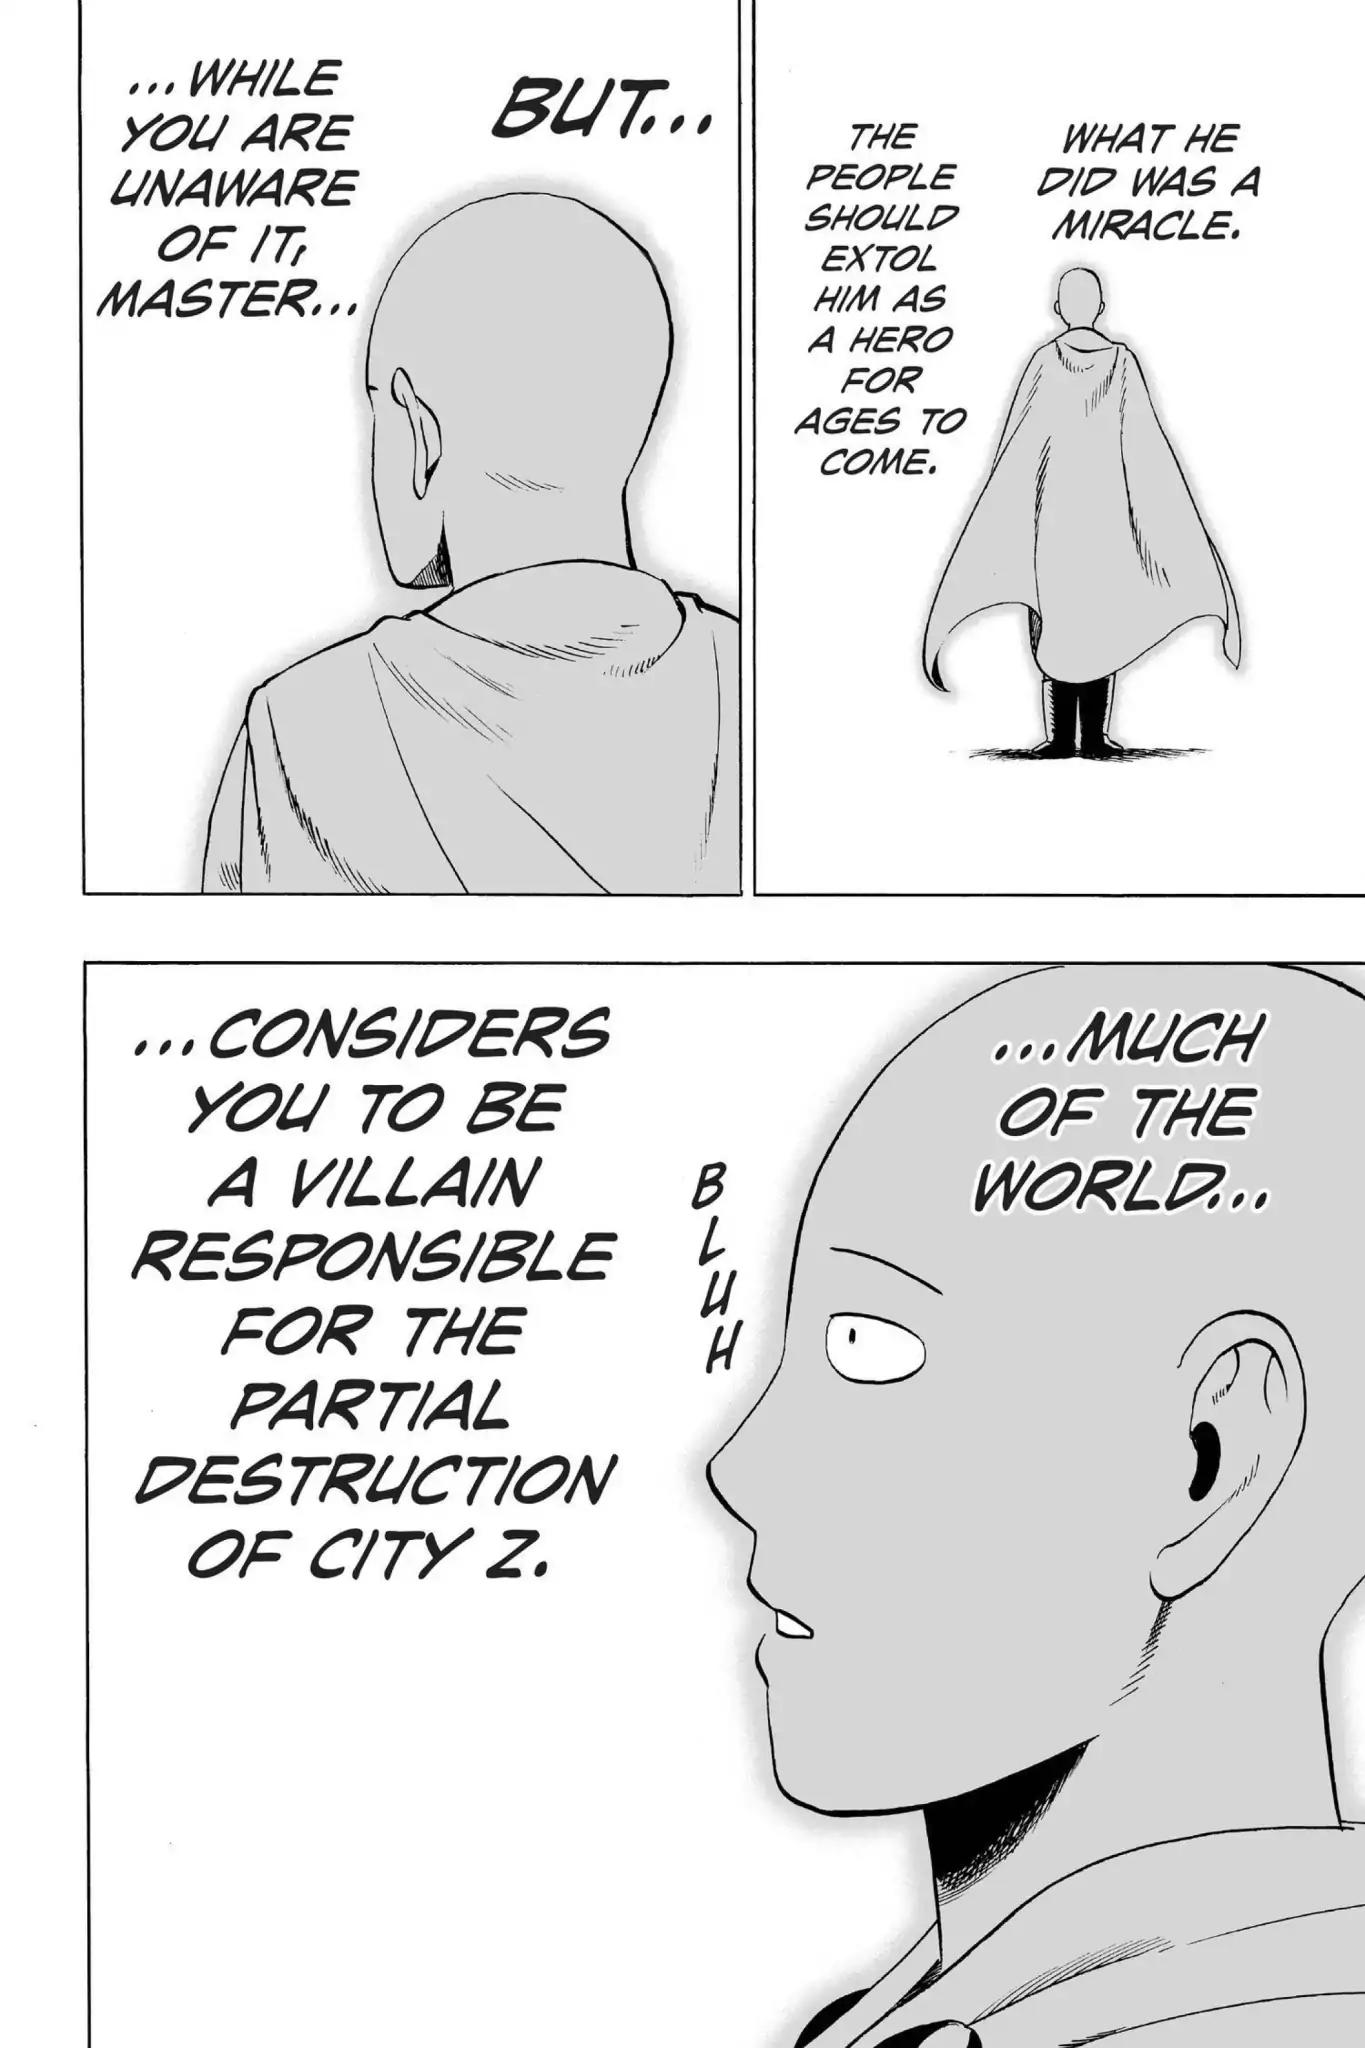 WHAT HE
DID WAS A
MIRACLE.
THE
PEOPLE
SHOULD
EXTOL
HIM AS
A HERO
FOR
AGES TO
COME.
BUT...
...WHILE
YOU ARE
UNAWARE
OF IT,
MASTER...
...MUCH
OF THE
WORLD...
BLUH
...CONSIDERS
YOU TO BE
A VILLAIN
RESPONSIBLE
FOR THE
PARTIAL
DESTRUCTION
OF CITY Z.